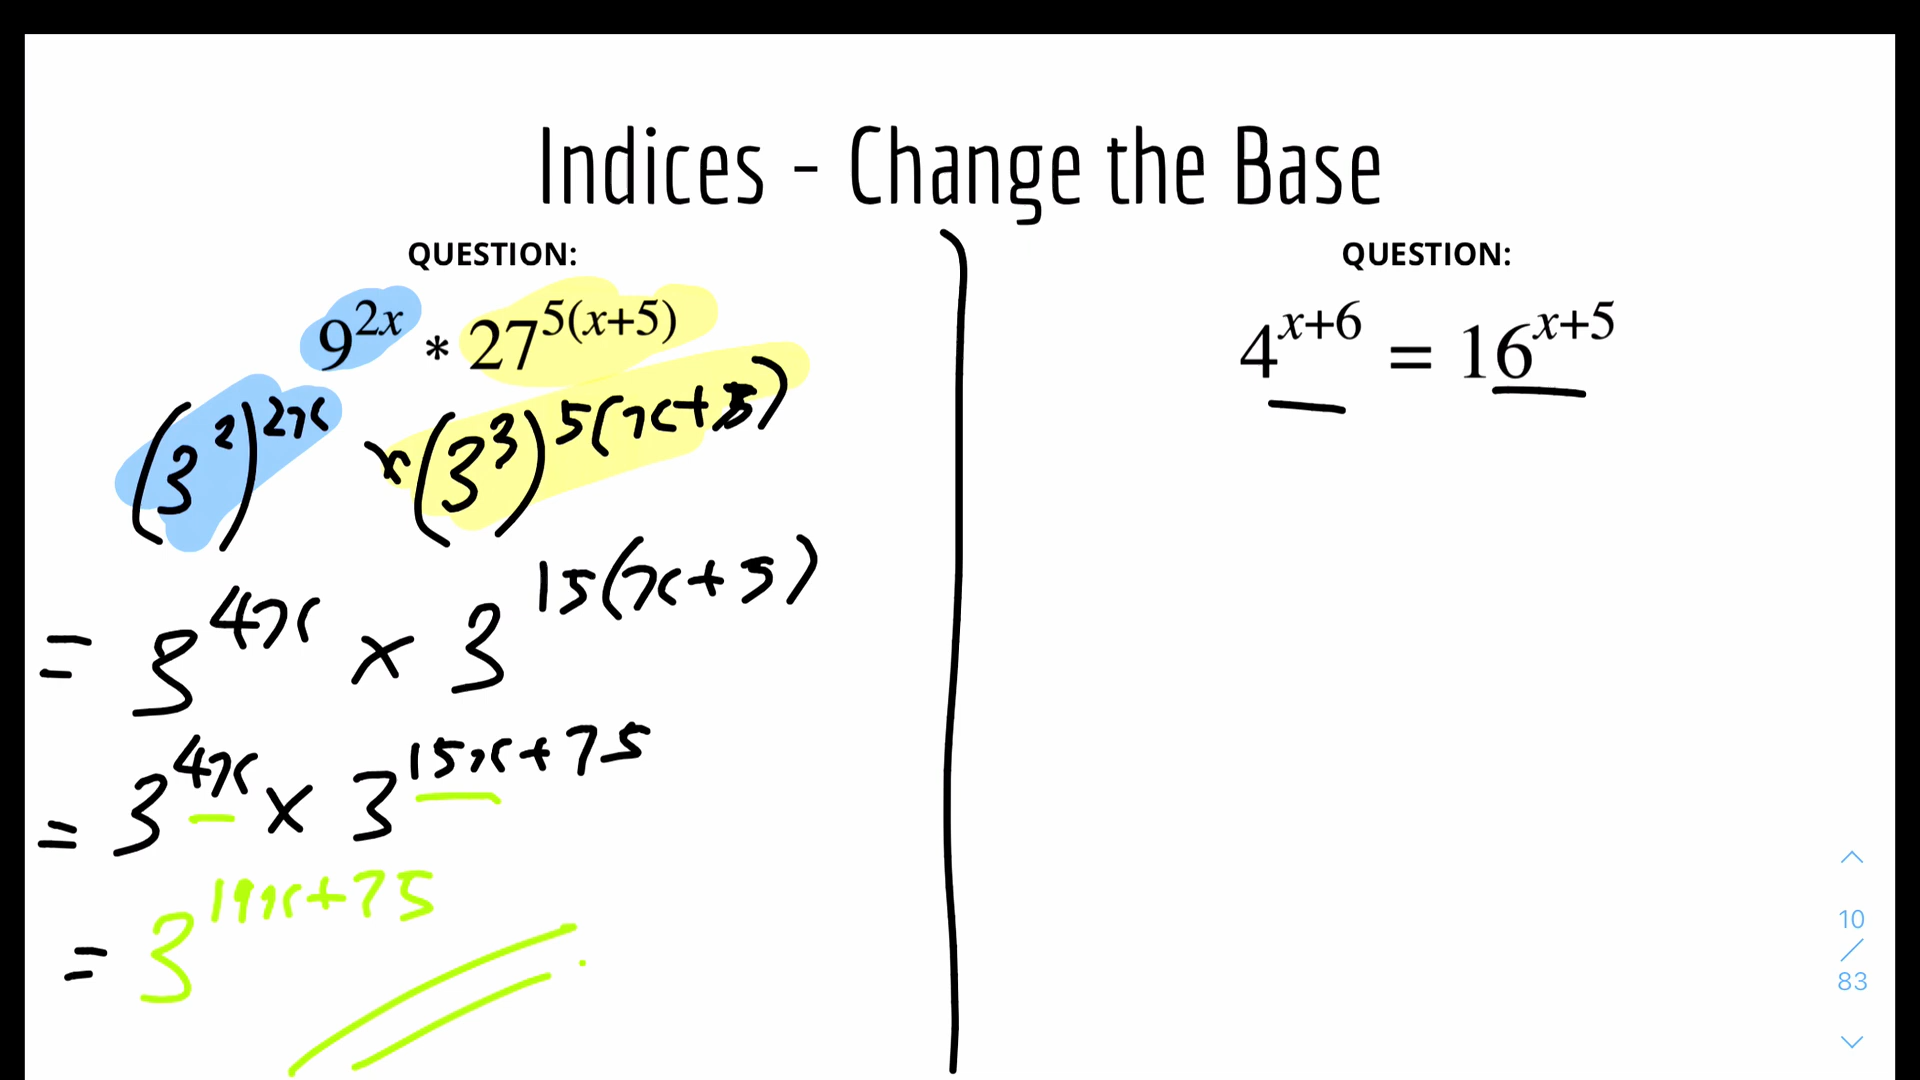 Indices - Change the Base
QUESTION:
9^{2x} * 27^{5(x+5)}
(3^2)^{2x} × (3^3)^{5(x+5)}
= 3^{4x} × 3^{15(x+5)}
= 3^{4x} × 3^{15x+75}
= 3^{19x+75}
QUESTION:
4^{x+6} = 16^{x+5}
10
/
83